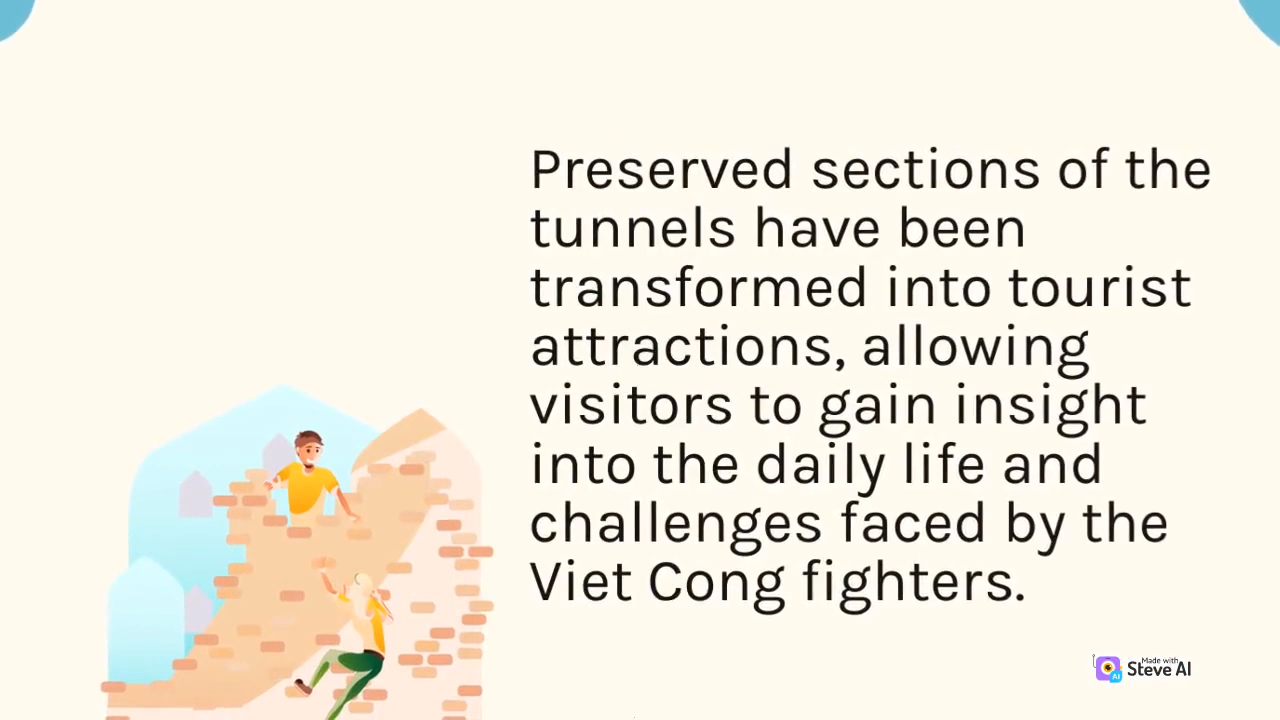 Preserved sections of the
tunnels have been
transformed into tourist
attractions, allowing
visitors to gain insight
into the daily life and
challenges faced by the
Viet Cong fighters.
Made with
Steve AI
AI